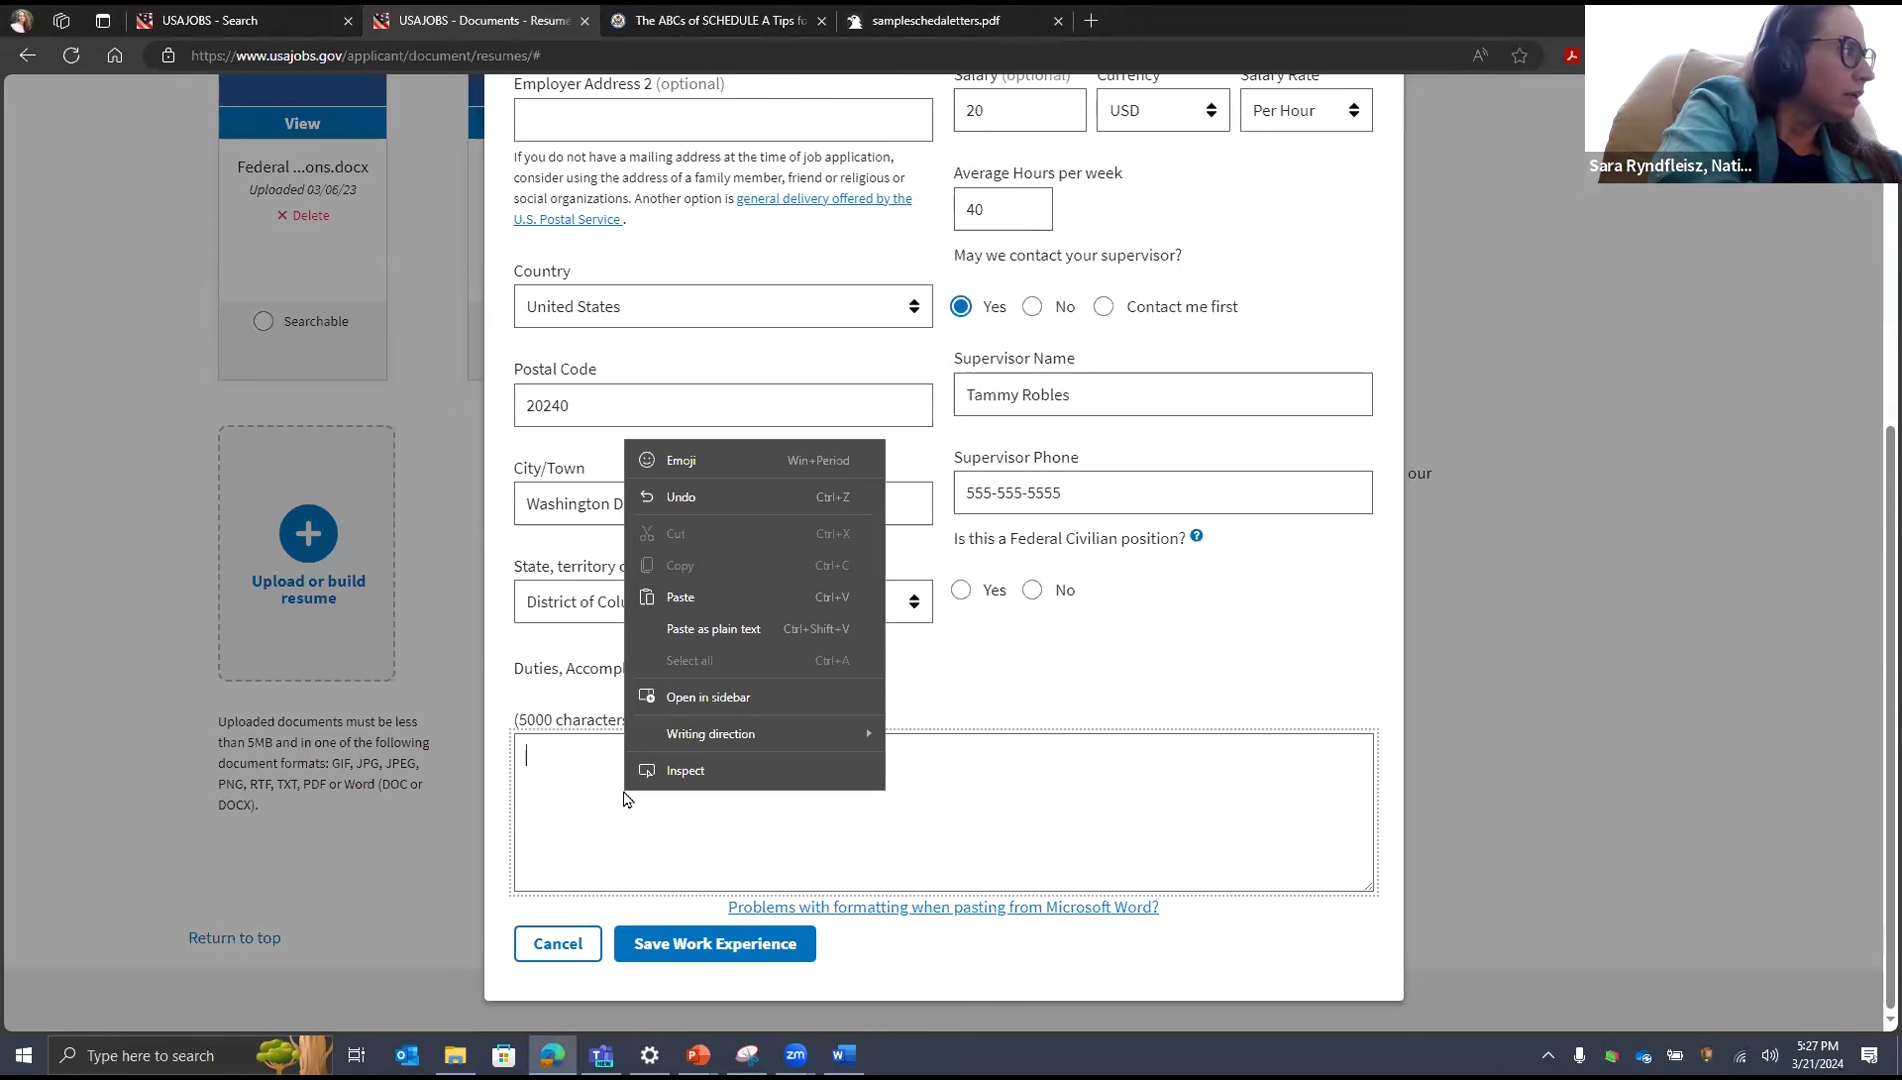 USAJOBS - Search
USAJOBS - Documents - Resume
The ABCs of SCHEDULE A Tips fo
sampleschedaletters.pdf
https://www.usajobs.gov/applicant/document/resumes/#
Sara Ryndfleisz, Nati...
View
Federal ...ons.docx
Uploaded 03/06/23
Delete
Searchable
Upload or build
resume
Uploaded documents must be less
than 5MB and in one of the following
document formats: GIF, JPG, JPEG,
PNG, RTF, TXT, PDF or Word (DOC or
DOCX).
Return to top
Employer Address 2 (optional)
If you do not have a mailing address at the time of job application,
consider using the address of a family member, friend or religious or
social organizations. Another option is general delivery offered by the
U.S. Postal Service .
Country
United States
Postal Code
20240
City/Town
Washington D
State, territory o
District of Colu
Duties, Accompl
(5000 characters
Salary (optional)
Currency
Salary Rate
20
USD
Per Hour
Average Hours per week
40
May we contact your supervisor?
Yes
No
Contact me first
Supervisor Name
Tammy Robles
Supervisor Phone
555-555-5555
Is this a Federal Civilian position? ?
Yes
No
our
Emoji Win+Period
Undo Ctrl+Z
Cut Ctrl+X
Copy Ctrl+C
Paste Ctrl+V
Paste as plain text Ctrl+Shift+V
Select all Ctrl+A
Open in sidebar
Writing direction
Inspect
Problems with formatting when pasting from Microsoft Word?
Cancel
Save Work Experience
Type here to search
zm
5:27 PM
3/21/2024